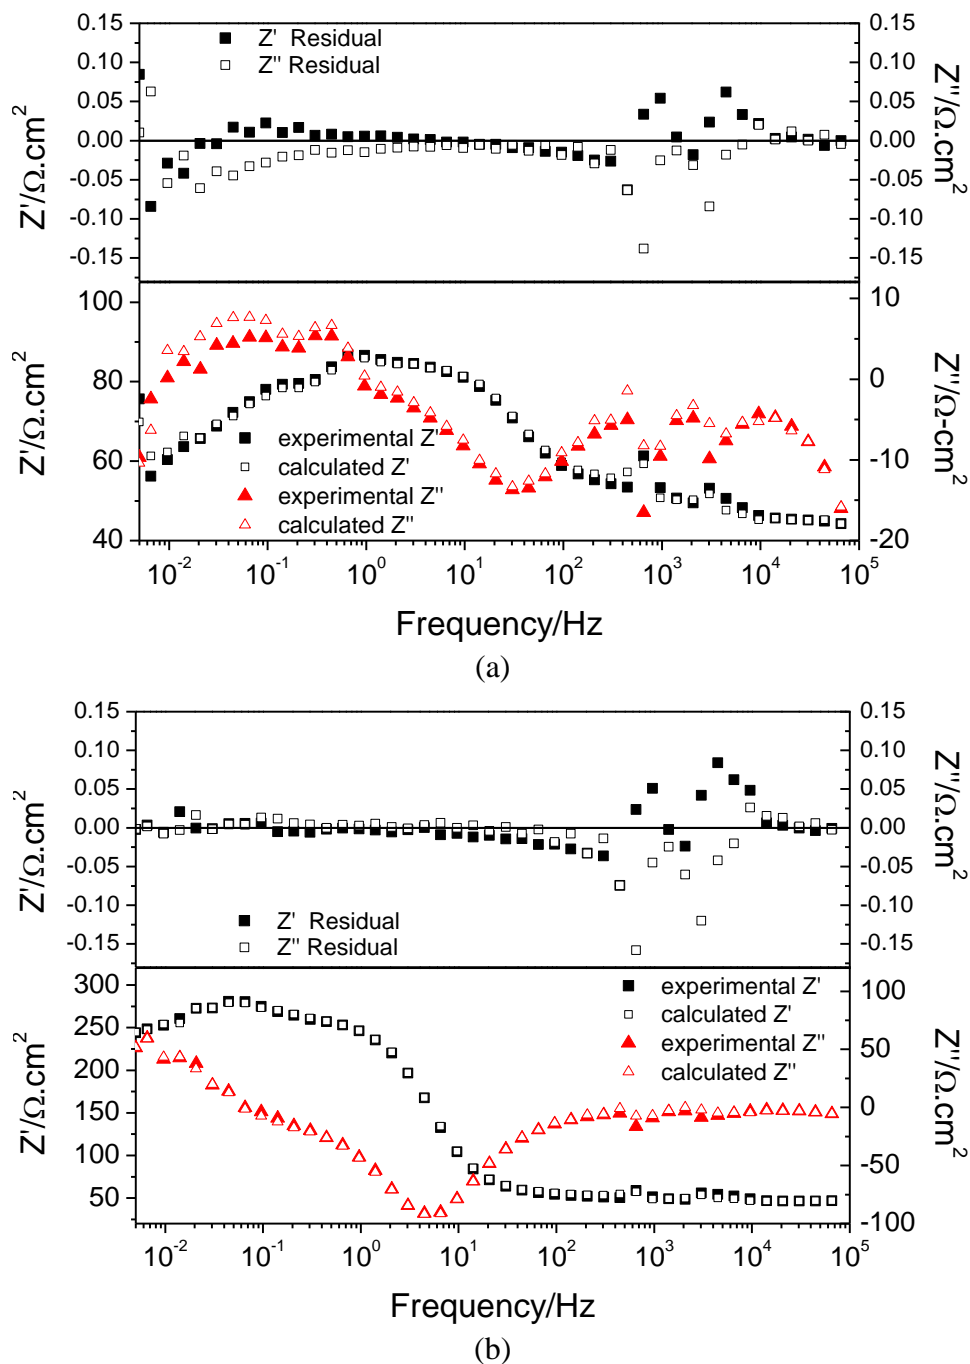 0.15
0.10
0.05
0.00
-0.05
-0.10
-0.15
Z'/Ω.cm²
Z' Residual
Z'' Residual
0.15
0.10
0.05
0.00
-0.05
-0.10
-0.15
Z''/Ω.cm²
100
80
60
40
Z'/Ω.cm²
experimental Z'
calculated Z'
experimental Z''
calculated Z''
10
0
-10
-20
Z''/Ω-cm²
10⁻² 10⁻¹ 10⁰ 10¹ 10² 10³ 10⁴ 10⁵
Frequency/Hz
(a)
0.15
0.10
0.05
0.00
-0.05
-0.10
-0.15
Z'/Ω.cm²
Z' Residual
Z'' Residual
0.15
0.10
0.05
0.00
-0.05
-0.10
-0.15
Z''/Ω.cm²
300
250
200
150
100
50
Z'/Ω.cm²
experimental Z'
calculated Z'
experimental Z''
calculated Z''
100
50
0
-50
-100
Z''/Ω.cm²
10⁻² 10⁻¹ 10⁰ 10¹ 10² 10³ 10⁴ 10⁵
Frequency/Hz
(b)